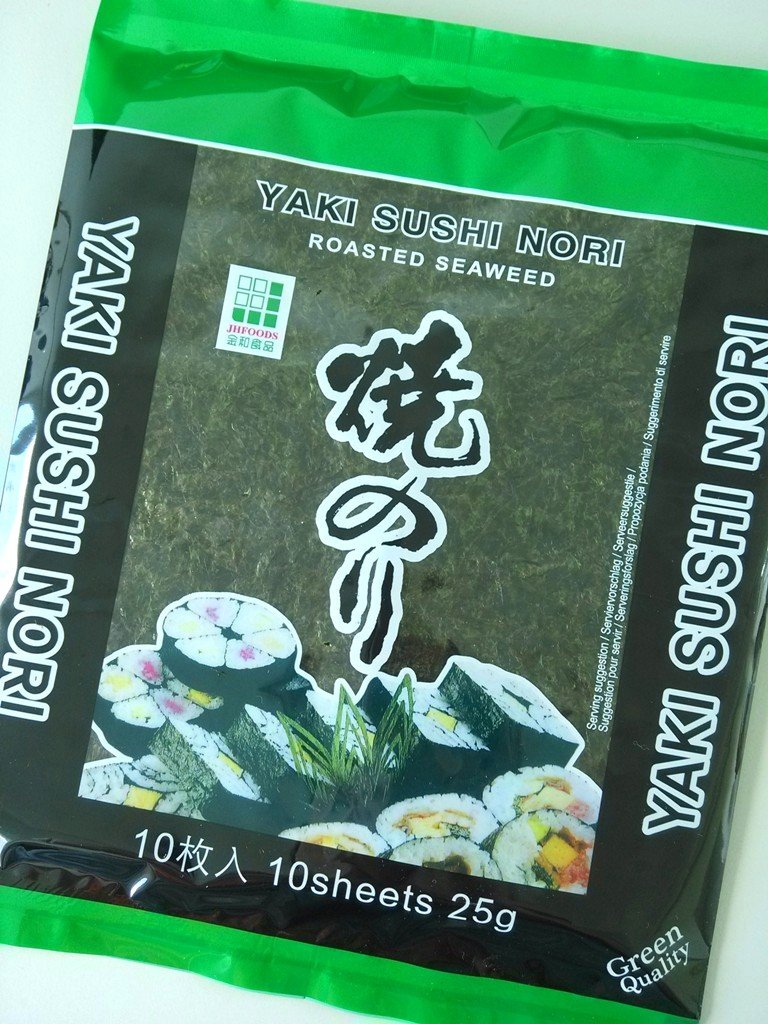 YAKI SUSHI NORI
ROASTED SEAWEED
JHFOODS
金和食品
焼のり
YAKI SUSHI NORI
YAKI SUSHI NORI
Serving suggestion / Serviervorschlag / Serveersuggestie /
Suggestion pour servir / Serveringsforslag / Propozycja podania / Suggerimento di servire
10枚入 10sheets 25g
Green
Quality